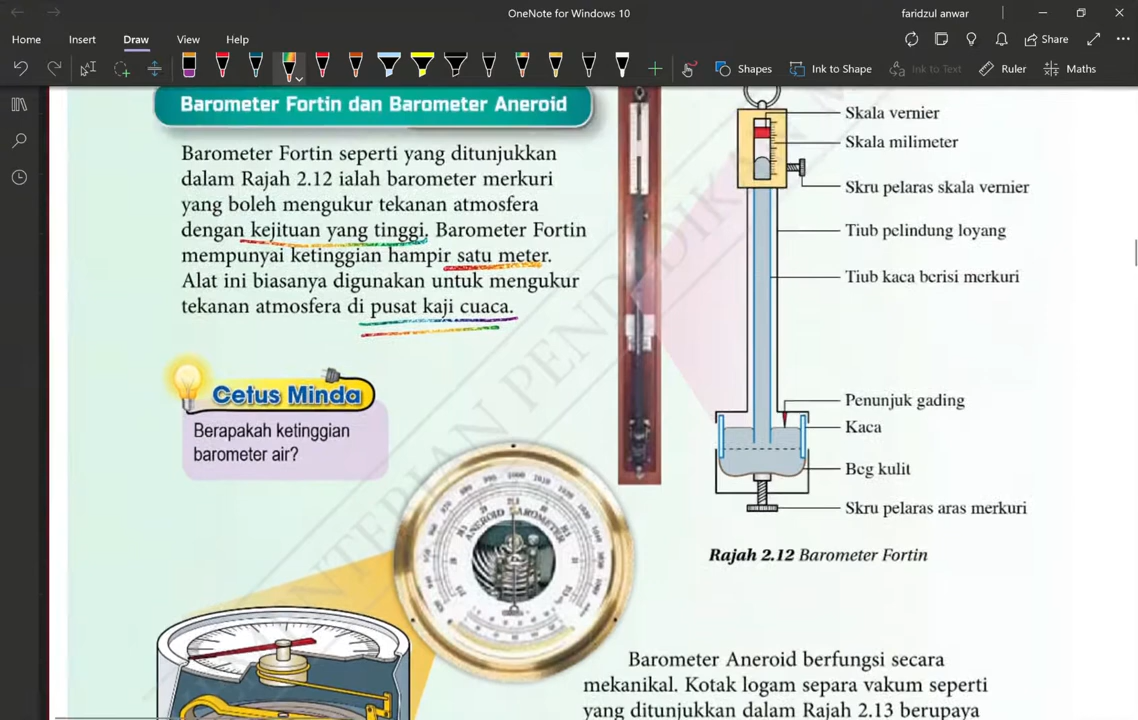 OneNote for Windows 10
faridzul anwar
Home
Insert
Draw
View
Help
Share
Shapes
Ink to Shape
Ink to Text
Ruler
Maths
Barometer Fortin dan Barometer Aneroid
Barometer Fortin seperti yang ditunjukkan
dalam Rajah 2.12 ialah barometer merkuri
yang boleh mengukur tekanan atmosfera
dengan kejituan yang tinggi. Barometer Fortin
mempunyai ketinggian hampir satu meter.
Alat ini biasanya digunakan untuk mengukur
tekanan atmosfera di pusat kaji cuaca.
Cetus Minda
Berapakah ketinggian
barometer air?
Skala vernier
Skala milimeter
Skru pelaras skala vernier
Tiub pelindung loyang
Tiub kaca berisi merkuri
Penunjuk gading
Kaca
Beg kulit
Skru pelaras aras merkuri
Rajah 2.12 Barometer Fortin
ANEROID BAROMETER
Barometer Aneroid berfungsi secara
mekanikal. Kotak logam separa vakum seperti
yang ditunjukkan dalam Rajah 2.13 berupaya